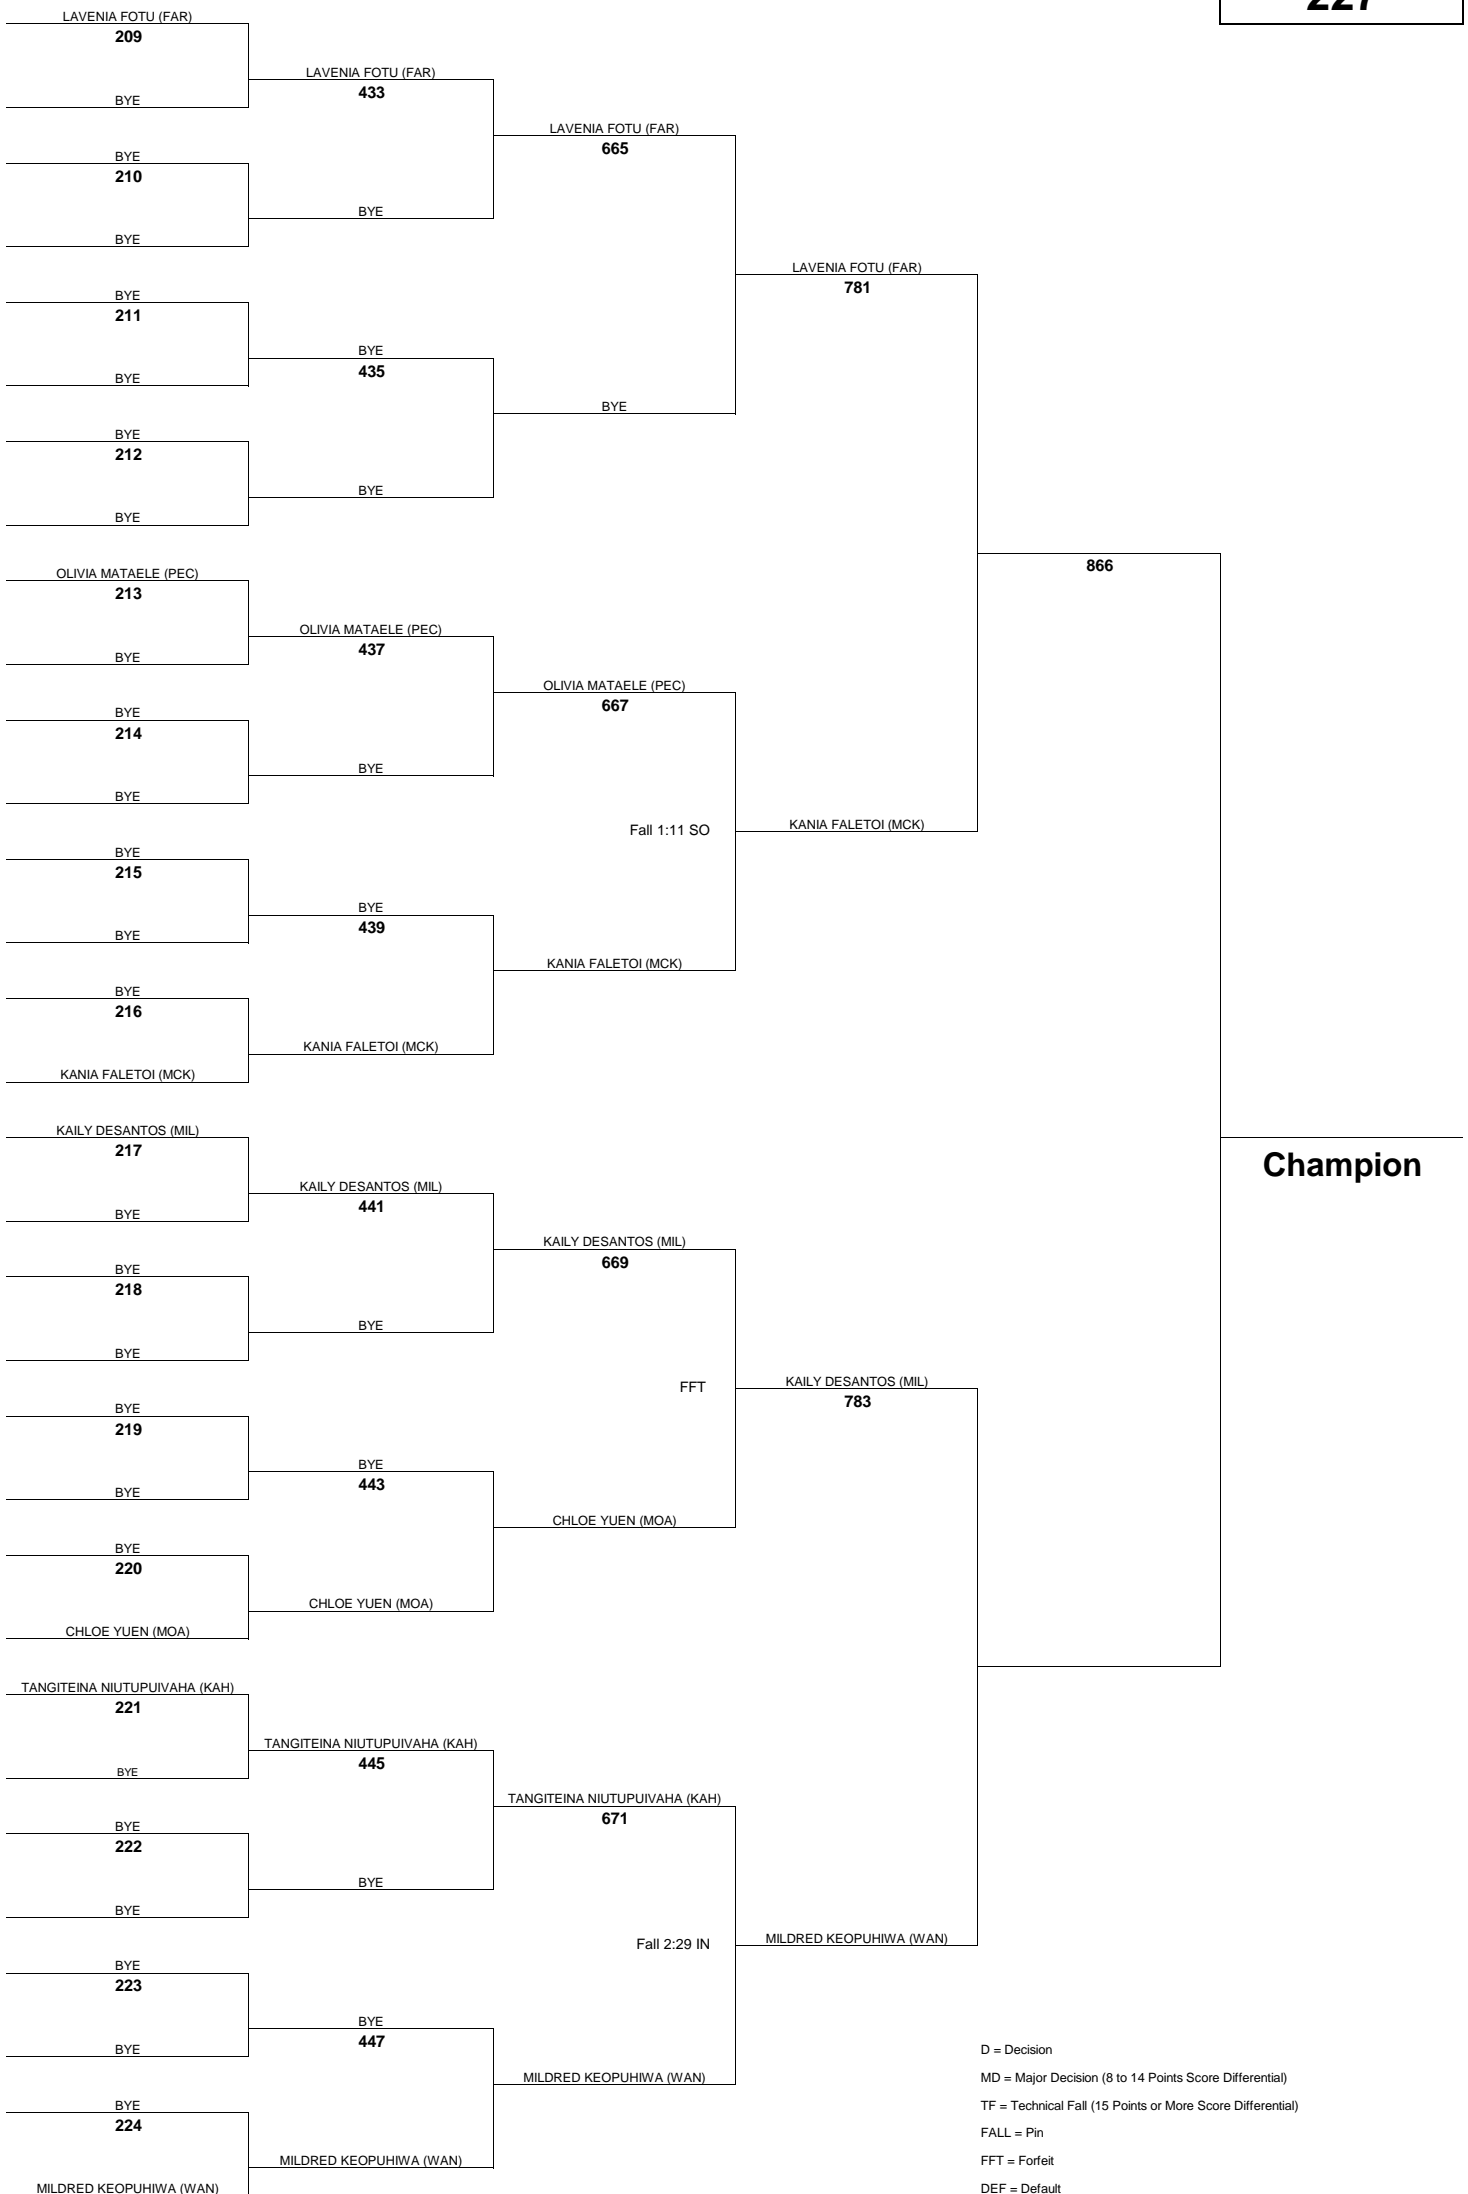 227
LAVENIA FOTU (FAR)
209
BYE
BYE
210
BYE
BYE
211
BYE
BYE
212
BYE
OLIVIA MATAELE (PEC)
213
BYE
BYE
214
BYE
BYE
215
BYE
BYE
216
KANIA FALETOI (MCK)
KAILY DESANTOS (MIL)
217
BYE
BYE
218
BYE
BYE
219
BYE
BYE
220
CHLOE YUEN (MOA)
TANGITEINA NIUTUPUIVAHA (KAH)
221
BYE
BYE
222
BYE
BYE
223
BYE
BYE
224
MILDRED KEOPUHIWA (WAN)
LAVENIA FOTU (FAR)
433
BYE
BYE
435
BYE
OLIVIA MATAELE (PEC)
437
BYE
BYE
439
KANIA FALETOI (MCK)
KAILY DESANTOS (MIL)
441
BYE
BYE
443
CHLOE YUEN (MOA)
TANGITEINA NIUTUPUIVAHA (KAH)
445
BYE
BYE
447
MILDRED KEOPUHIWA (WAN)
LAVENIA FOTU (FAR)
665
BYE
OLIVIA MATAELE (PEC)
667
Fall 1:11 SO
KANIA FALETOI (MCK)
KAILY DESANTOS (MIL)
669
FFT
CHLOE YUEN (MOA)
TANGITEINA NIUTUPUIVAHA (KAH)
671
Fall 2:29 IN
MILDRED KEOPUHIWA (WAN)
LAVENIA FOTU (FAR)
781
KANIA FALETOI (MCK)
KAILY DESANTOS (MIL)
783
MILDRED KEOPUHIWA (WAN)
866
Champion
D = Decision
MD = Major Decision (8 to 14 Points Score Differential)
TF = Technical Fall (15 Points or More Score Differential)
FALL = Pin
FFT = Forfeit
DEF = Default